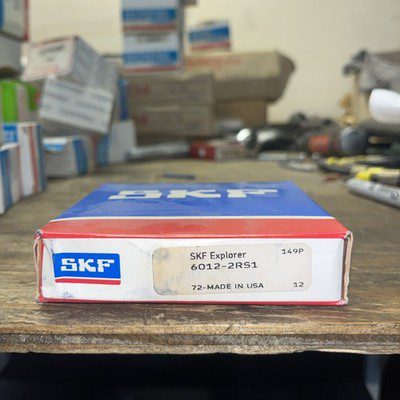 SKF
SKF
SKF Explorer 149P
6012-2RS1
72-MADE IN USA 12